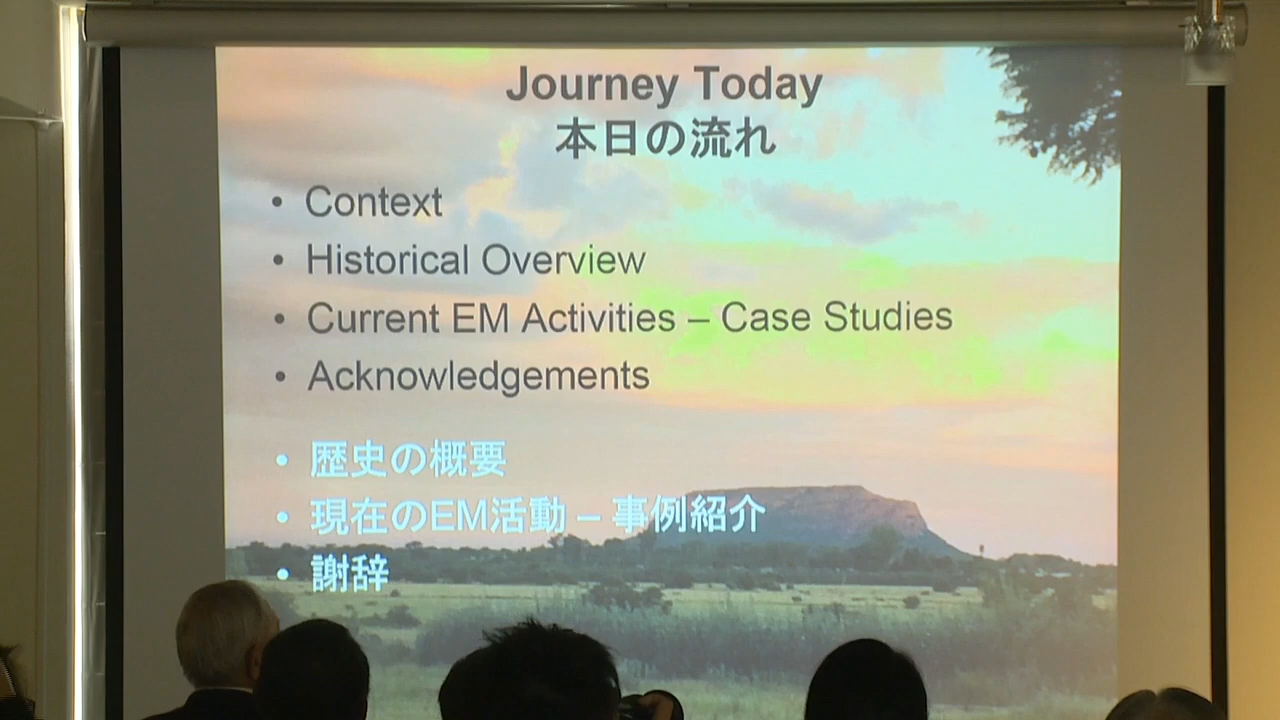 Journey Today
本日の流れ
• Context
• Historical Overview
• Current EM Activities – Case Studies
• Acknowledgements
• 歴史の概要
• 現在のEM活動 – 事例紹介
• 謝辞